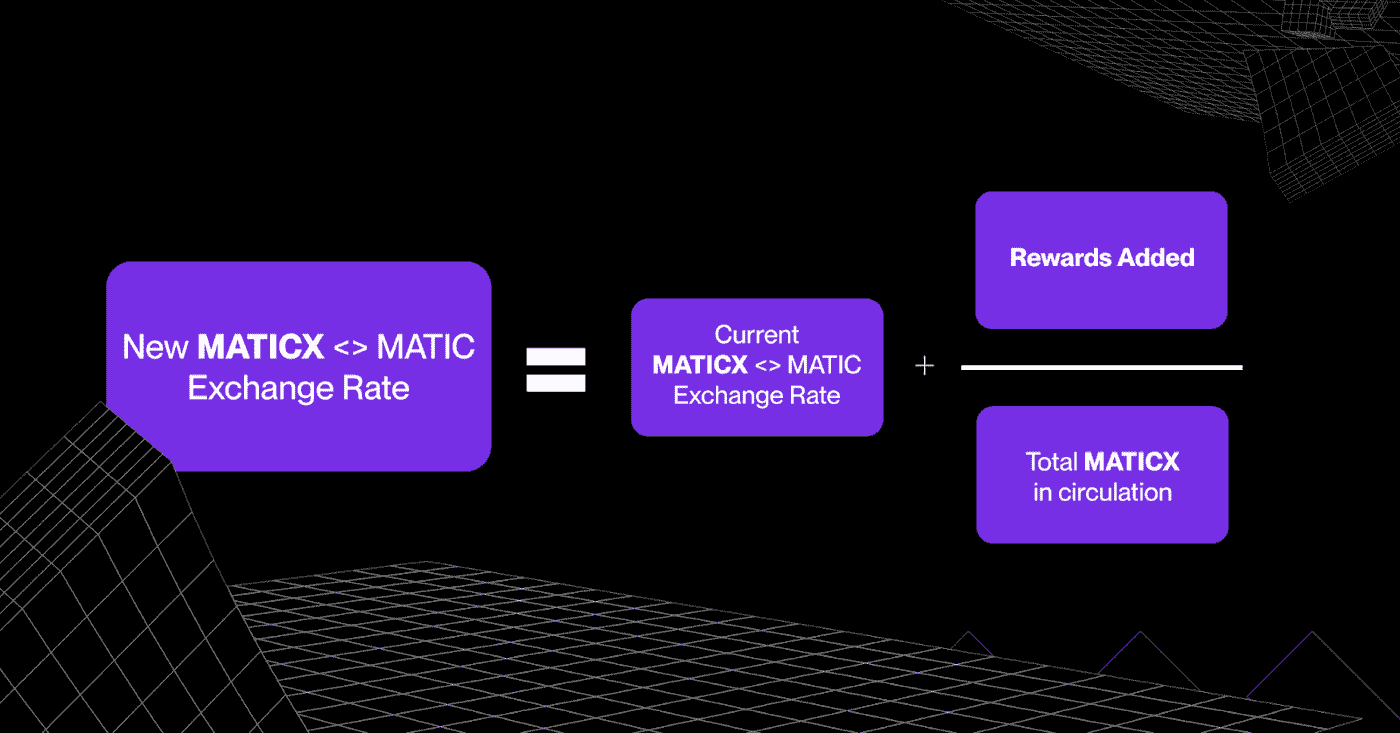 New MATICX <> MATIC
Exchange Rate
=
Current
MATICX <> MATIC
Exchange Rate
+
Rewards Added
Total MATICX
in circulation